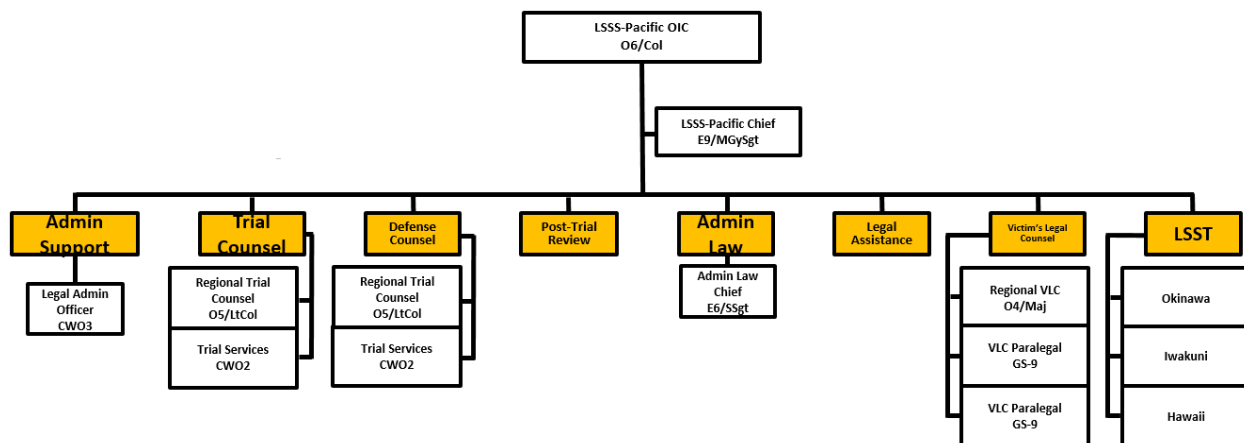 LSSS-Pacific OIC
O6/Col
LSSS-Pacific Chief
E9/MGySgt
Admin
Support
Trial
Counsel
Defense
Counsel
Post-Trial
Review
Admin
Law
Legal
Assistance
Victim's Legal
Counsel
LSST
Legal Admin
Officer
CWO3
Regional Trial
Counsel
O5/LtCol
Trial Services
CWO2
Regional Trial
Counsel
O5/LtCol
Trial Services
CWO2
Admin Law
Chief
E6/SSgt
Regional VLC
O4/Maj
VLC Paralegal
GS-9
VLC Paralegal
GS-9
Okinawa
Iwakuni
Hawaii